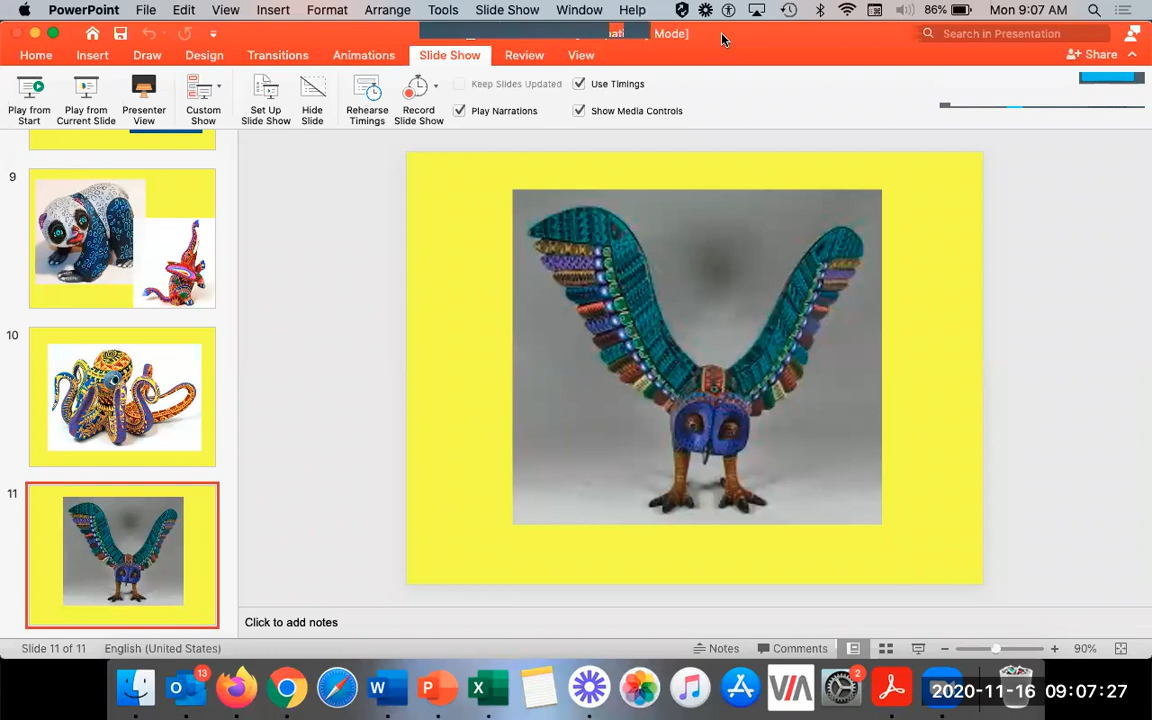 PowerPoint File Edit View Insert Format Arrange Tools Slide Show Window Help 86% Mon 9:07 AM
Mode] Search in Presentation
Home Insert Draw Design Transitions Animations Slide Show Review View Share
Play from Start
Play from Current Slide
Presenter View
Custom Show
Set Up Slide Show
Hide Slide
Rehearse Timings
Record Slide Show
Keep Slides Updated
Use Timings
Play Narrations
Show Media Controls
9
10
11
Click to add notes
Slide 11 of 11 English (United States) Notes Comments 90%
13
O W P X VIA 2
2020-11-16 09:07:27